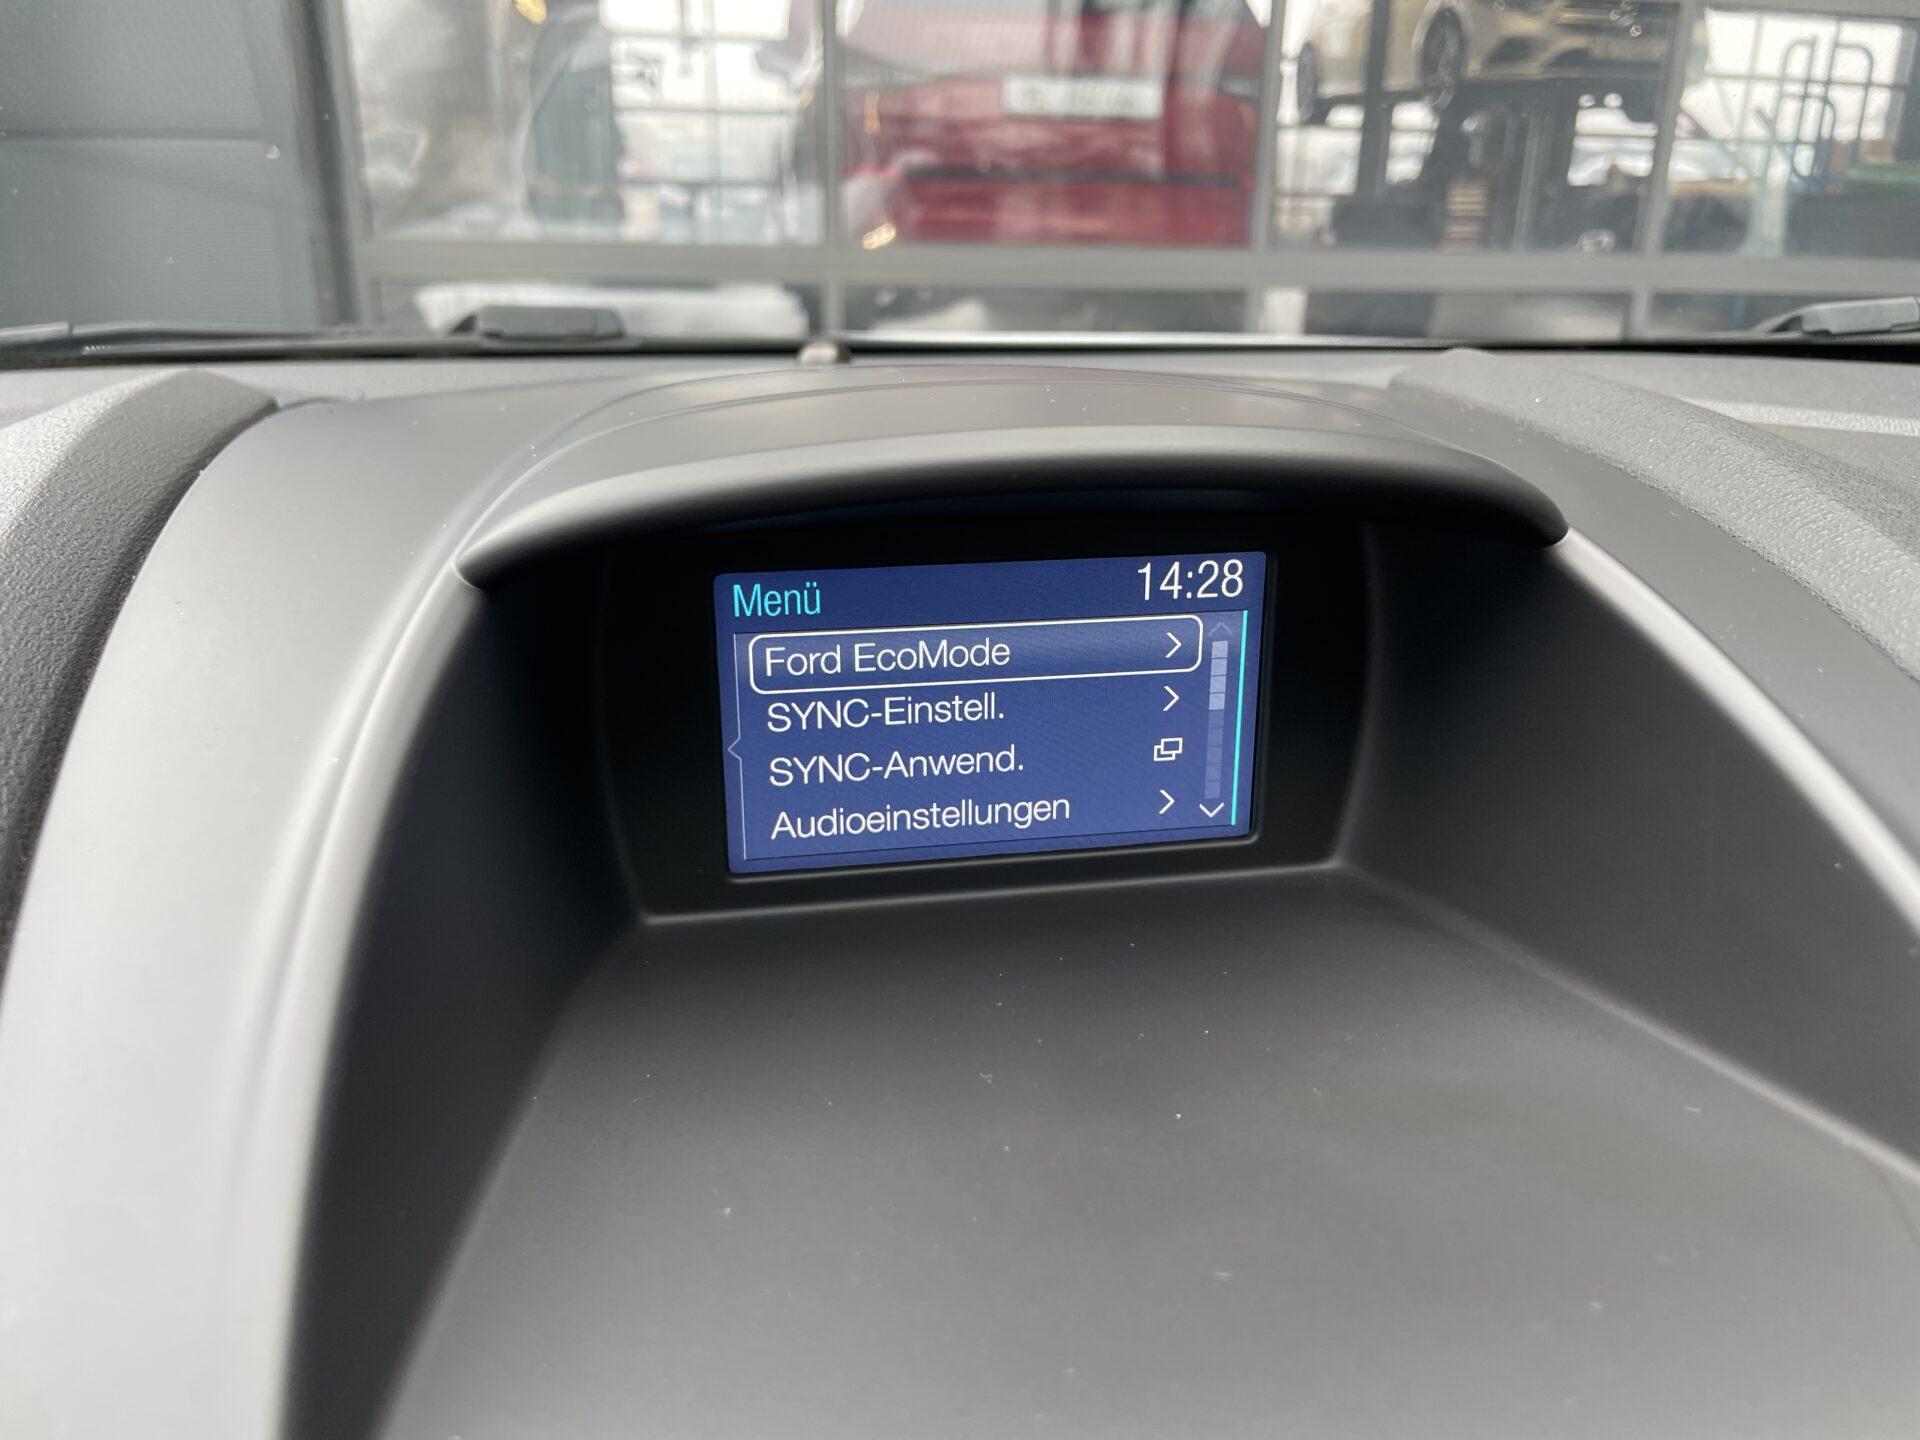 Menü 14:28
Ford EcoMode
SYNC-Einstell.
SYNC-Anwend.
Audioeinstellungen